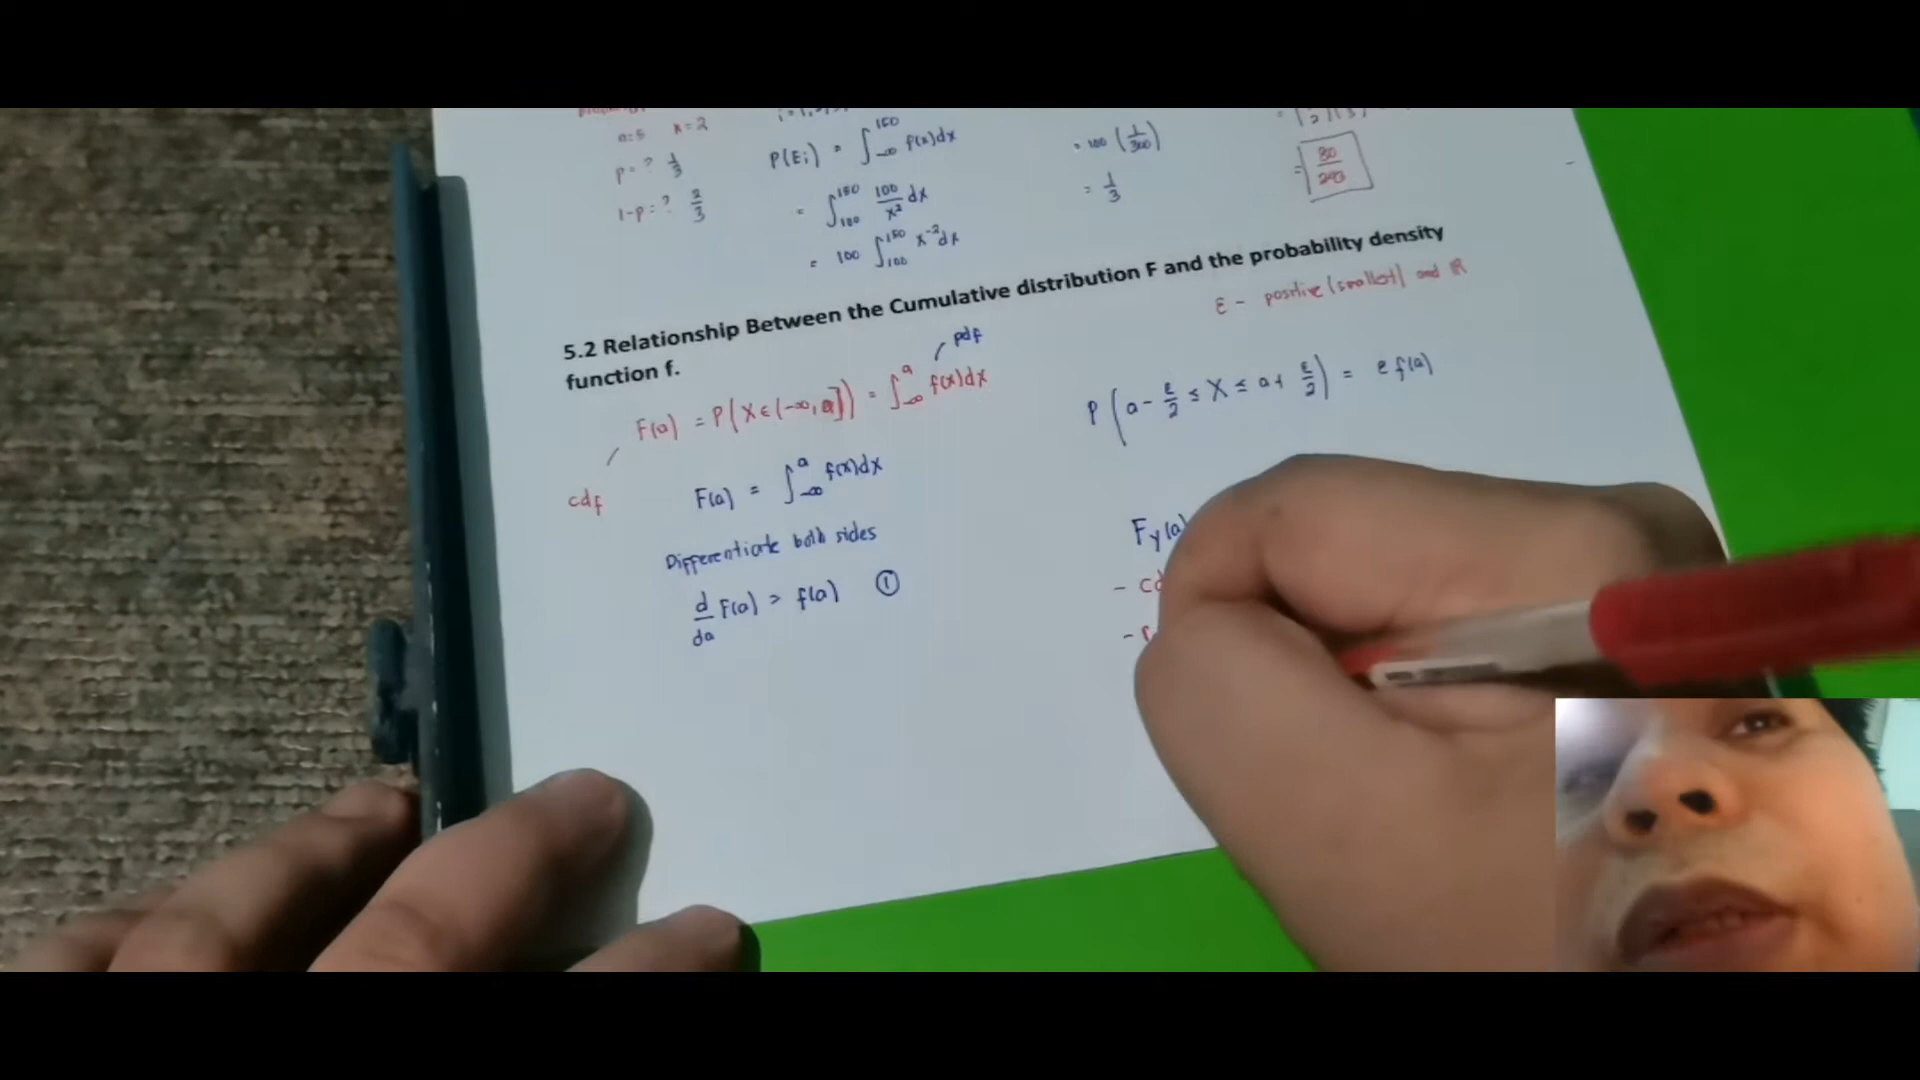 n=5 x=2
p=? 1/3
1-p=? 2/3
P(Ei) = ∫_{-∞}^{150} f(x)dx
= ∫_{100}^{150} 100/x² dx
= 100 ∫_{100}^{150} x^{-2}dx
= 100 (1/300)
= 1/3
= 80/243
5.2 Relationship Between the Cumulative distribution F and the probability density
function f.
pdf
F(a) = P(X∈(-∞,a]) = ∫_{-∞}^{a} f(x)dx
cdf
F(a) = ∫_{-∞}^{a} f(x)dx
Differentiate both sides
d/da F(a) = f(a) ①
ε - positive (smallest) and ℝ
P(a - ε/2 ≤ X ≤ a + ε/2) = ε f(a)
F_Y(a)
- cd